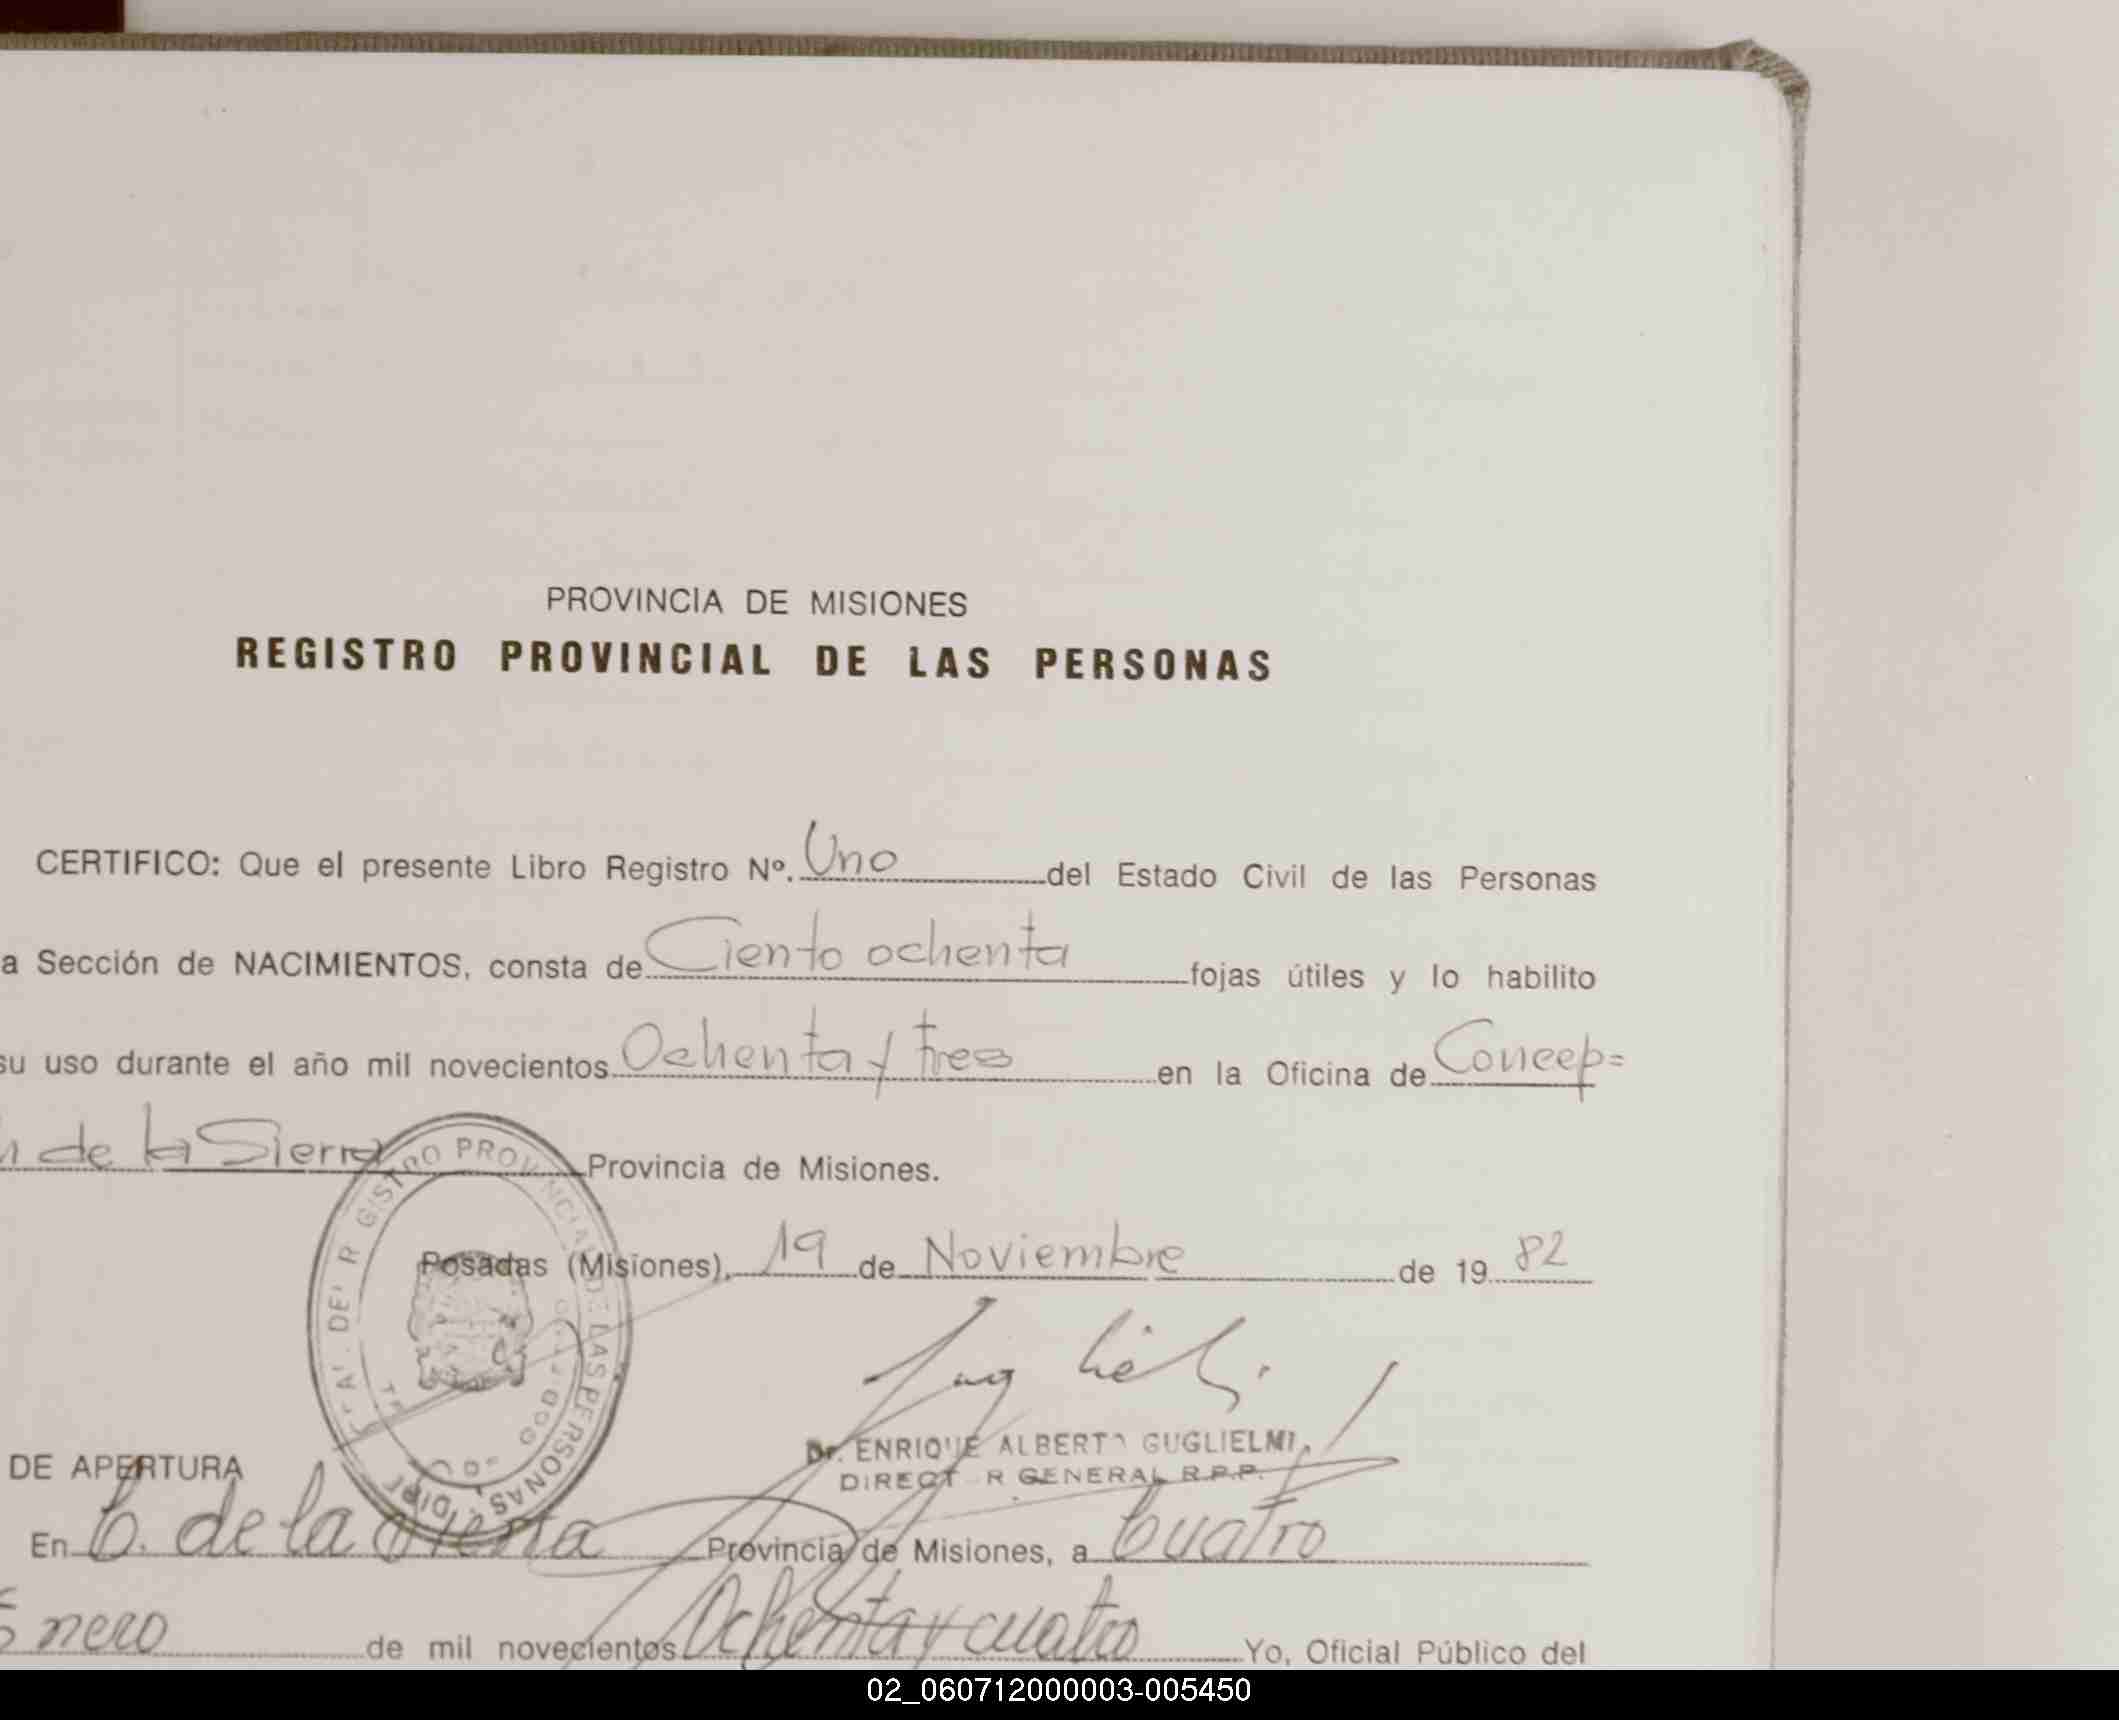 PROVINCIA DE MISIONES
REGISTRO PROVINCIAL DE LAS PERSONAS
CERTIFICO: Que el presente Libro Registro Nº. Uno del Estado Civil de las Personas
a Sección de NACIMIENTOS, consta de Ciento ochenta fojas útiles y lo habilito
su uso durante el año mil novecientos Ochenta y tres en la Oficina de Concep=
n de la Sierra Provincia de Misiones.
Posadas (Misiones), 19 de Noviembre de 19 82
Dr. ENRIQUE ALBERTO GUGLIELMI
DIRECT R GENERAL R.P.P.
DE APERTURA
En C. de la Sierra Provincia de Misiones, a Cuatro
Enero de mil novecientos Ochenta y cuatro Yo, Oficial Público del
02_060712000003-005450